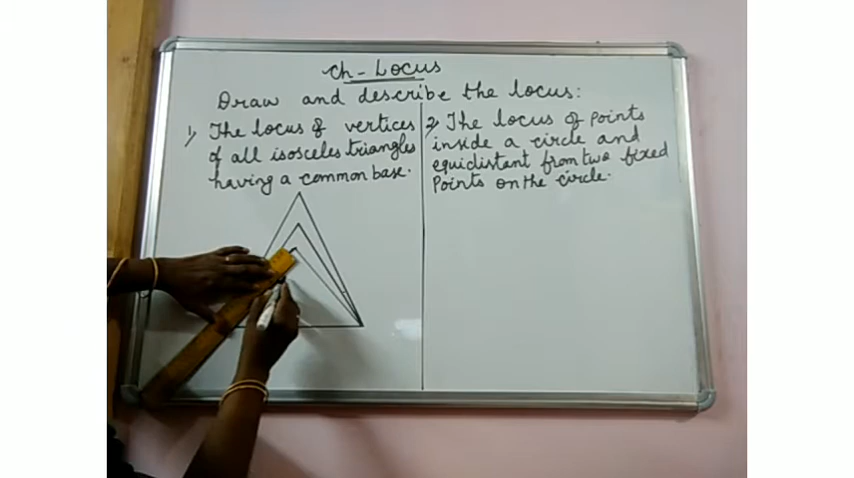 Ch - Locus
Draw and describe the locus:
1) The locus of vertices
of all isosceles triangles
having a common base.
2) The locus of points
inside a circle and
equidistant from two fixed
points on the circle.